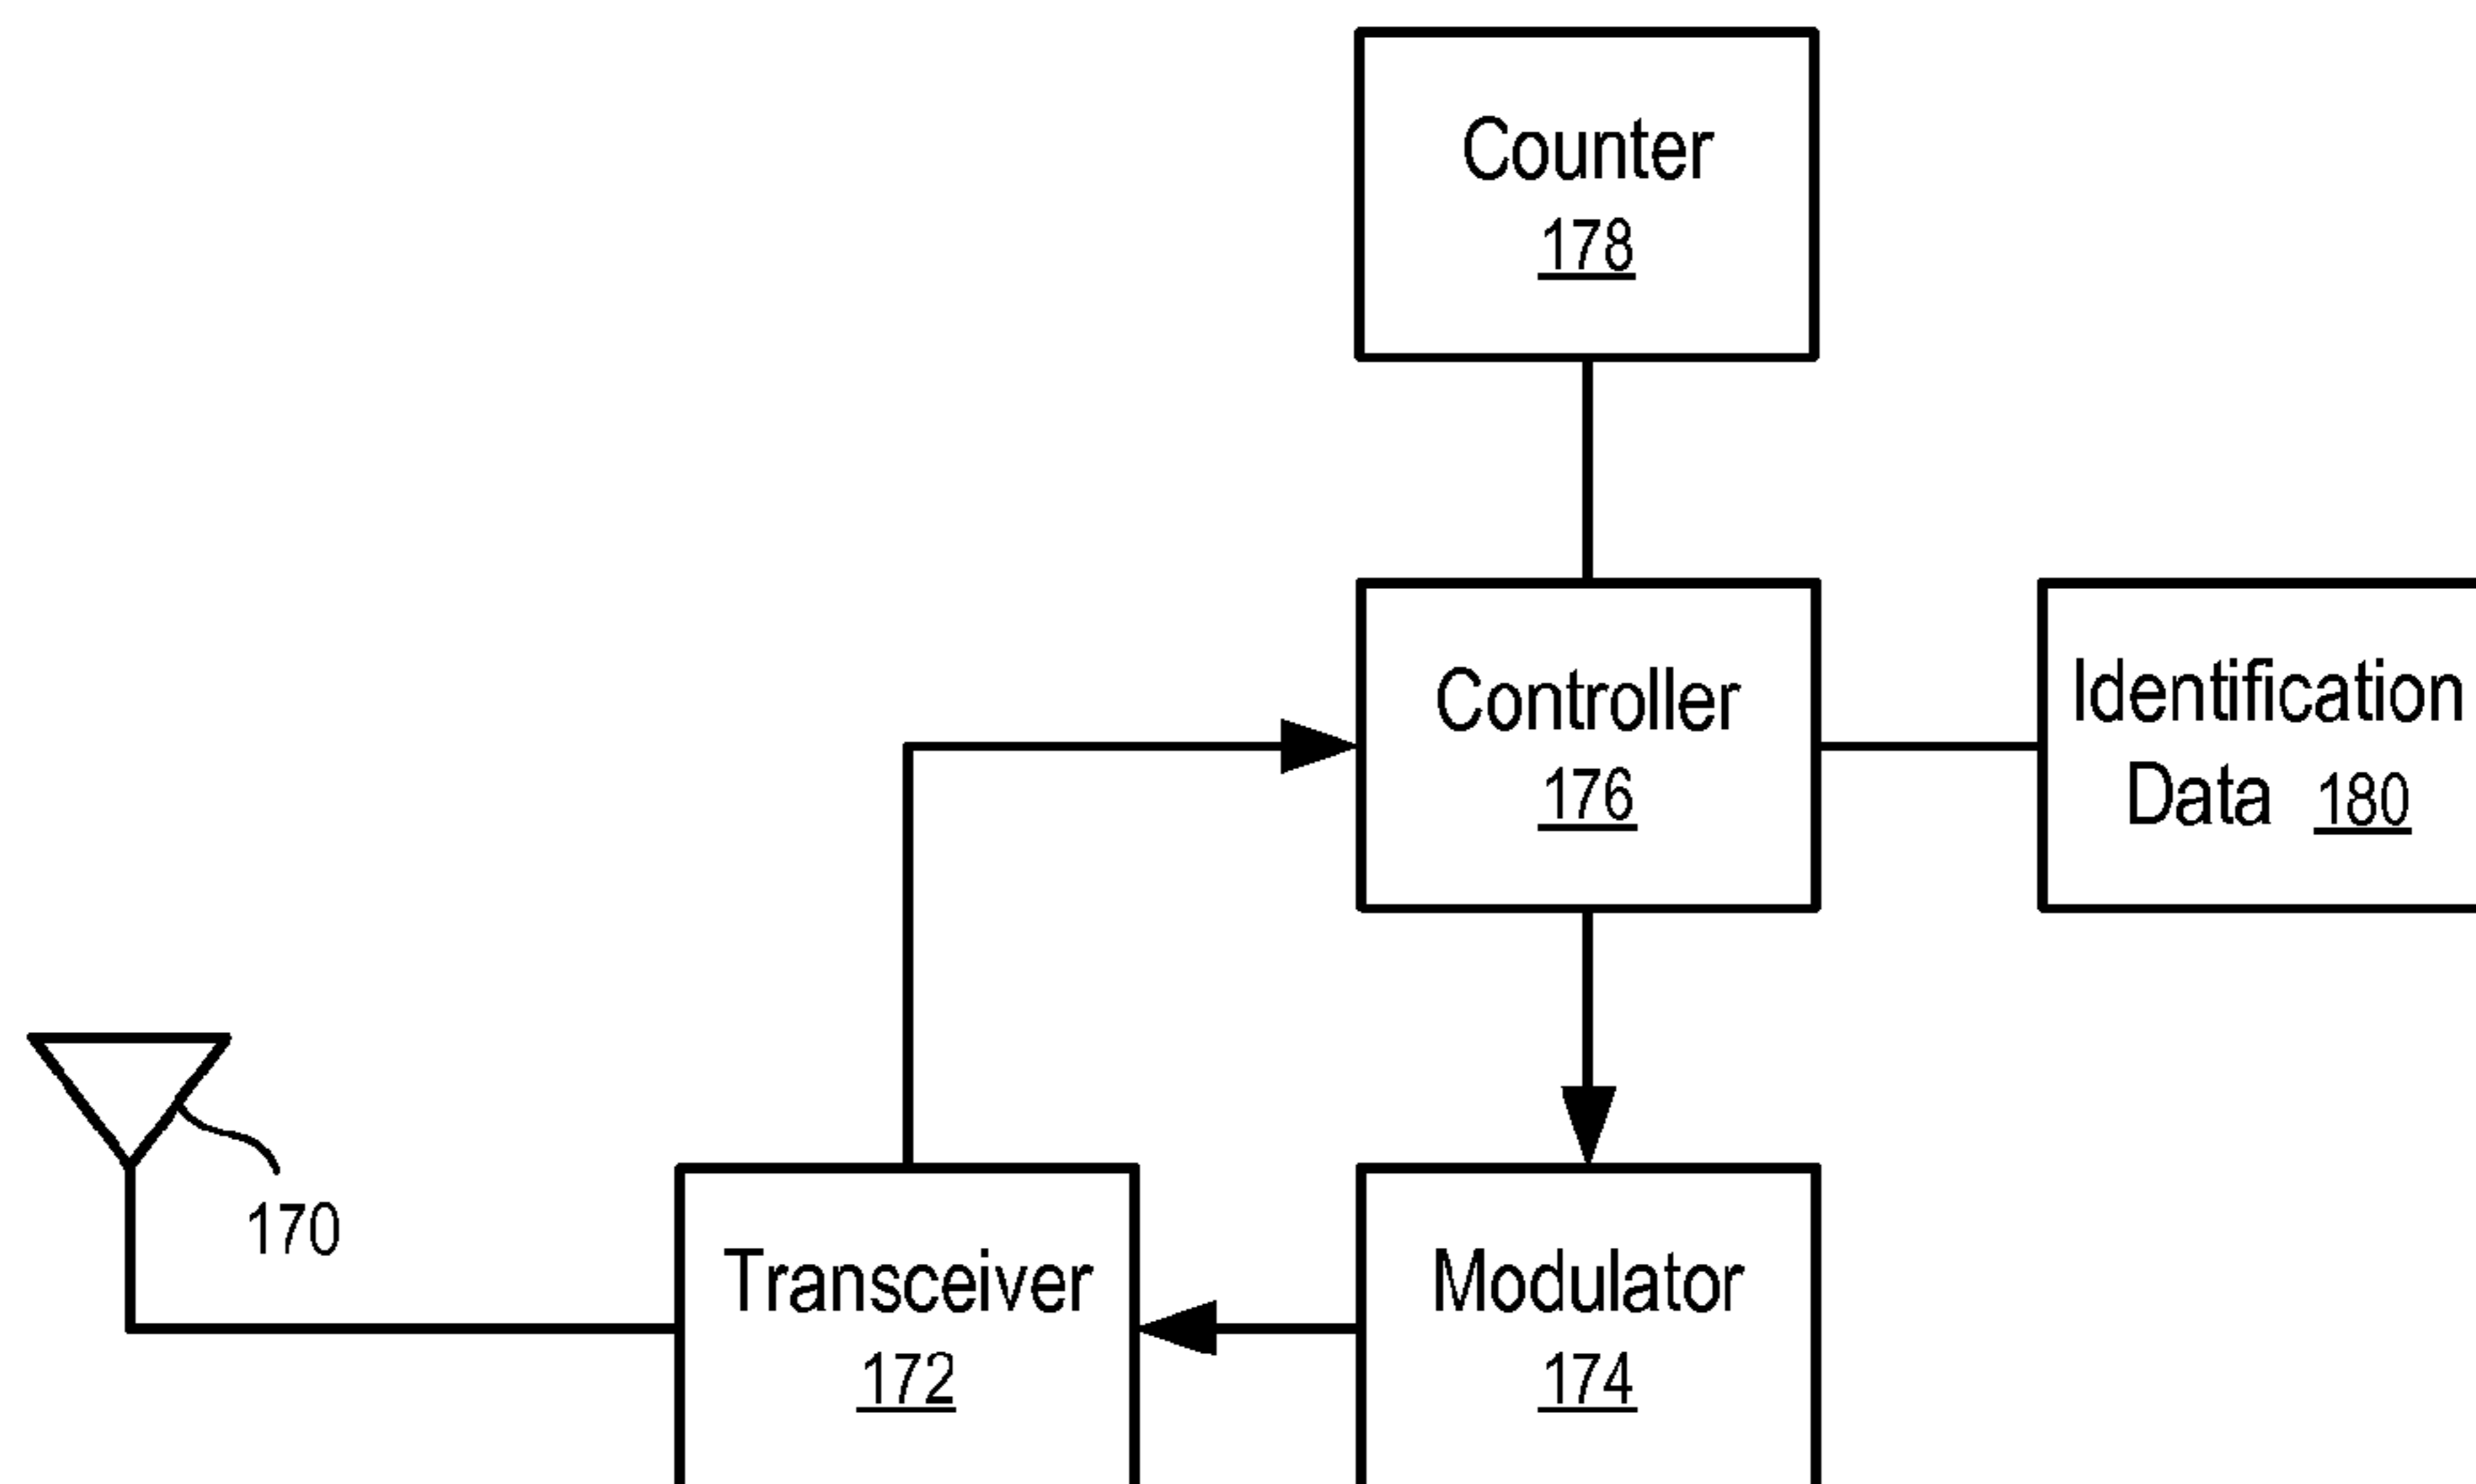 Counter
178
Controller
176
Identification
Data 180
170
Transceiver
172
Modulator
174